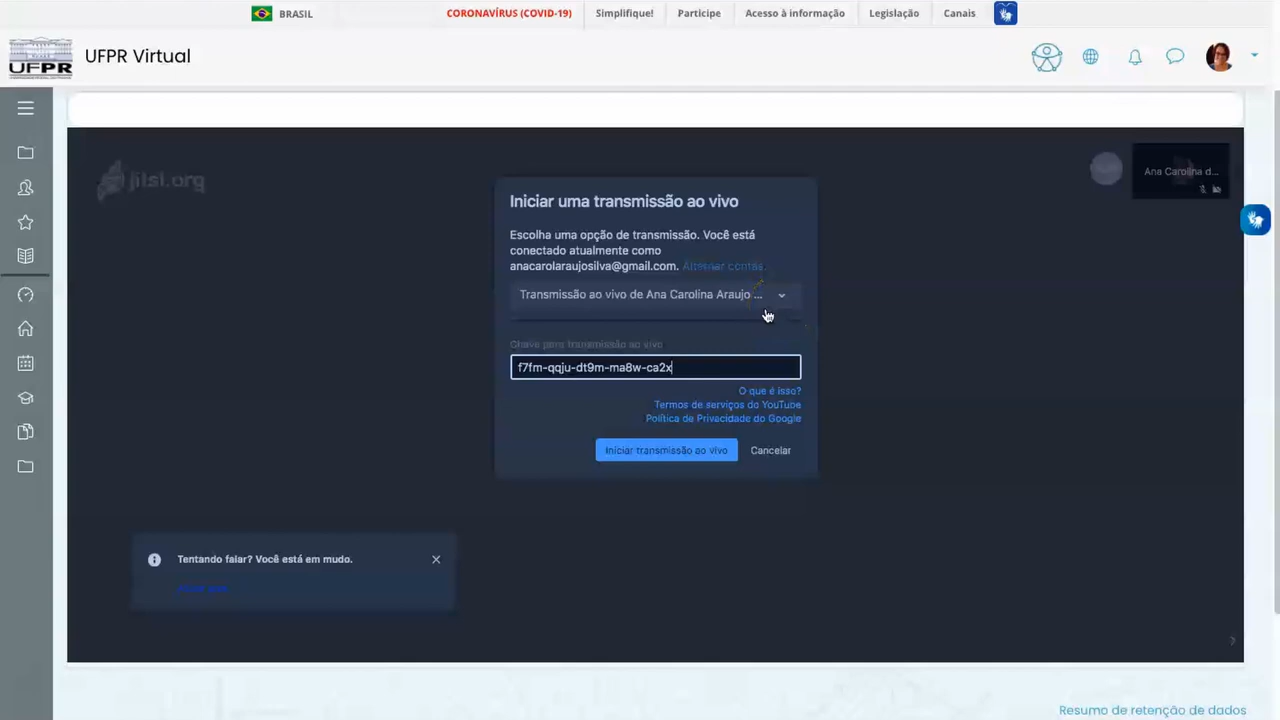 BRASIL
CORONAVÍRUS (COVID-19)
Simplifique!
Participe
Acesso à informação
Legislação
Canais
UFPR
UFPR Virtual
jitsi.org
Ana Carolina d...
Iniciar uma transmissão ao vivo
Escolha uma opção de transmissão. Você está
conectado atualmente como
anacarolaraujosilva@gmail.com. Alternar contas.
Transmissão ao vivo de Ana Carolina Araujo ...
Chave para transmissão ao vivo
f7fm-qqju-dt9m-ma8w-ca2x
O que é isso?
Termos de serviços do YouTube
Política de Privacidade do Google
Iniciar transmissão ao vivo
Cancelar
Tentando falar? Você está em mudo.
Resumo de retenção de dados